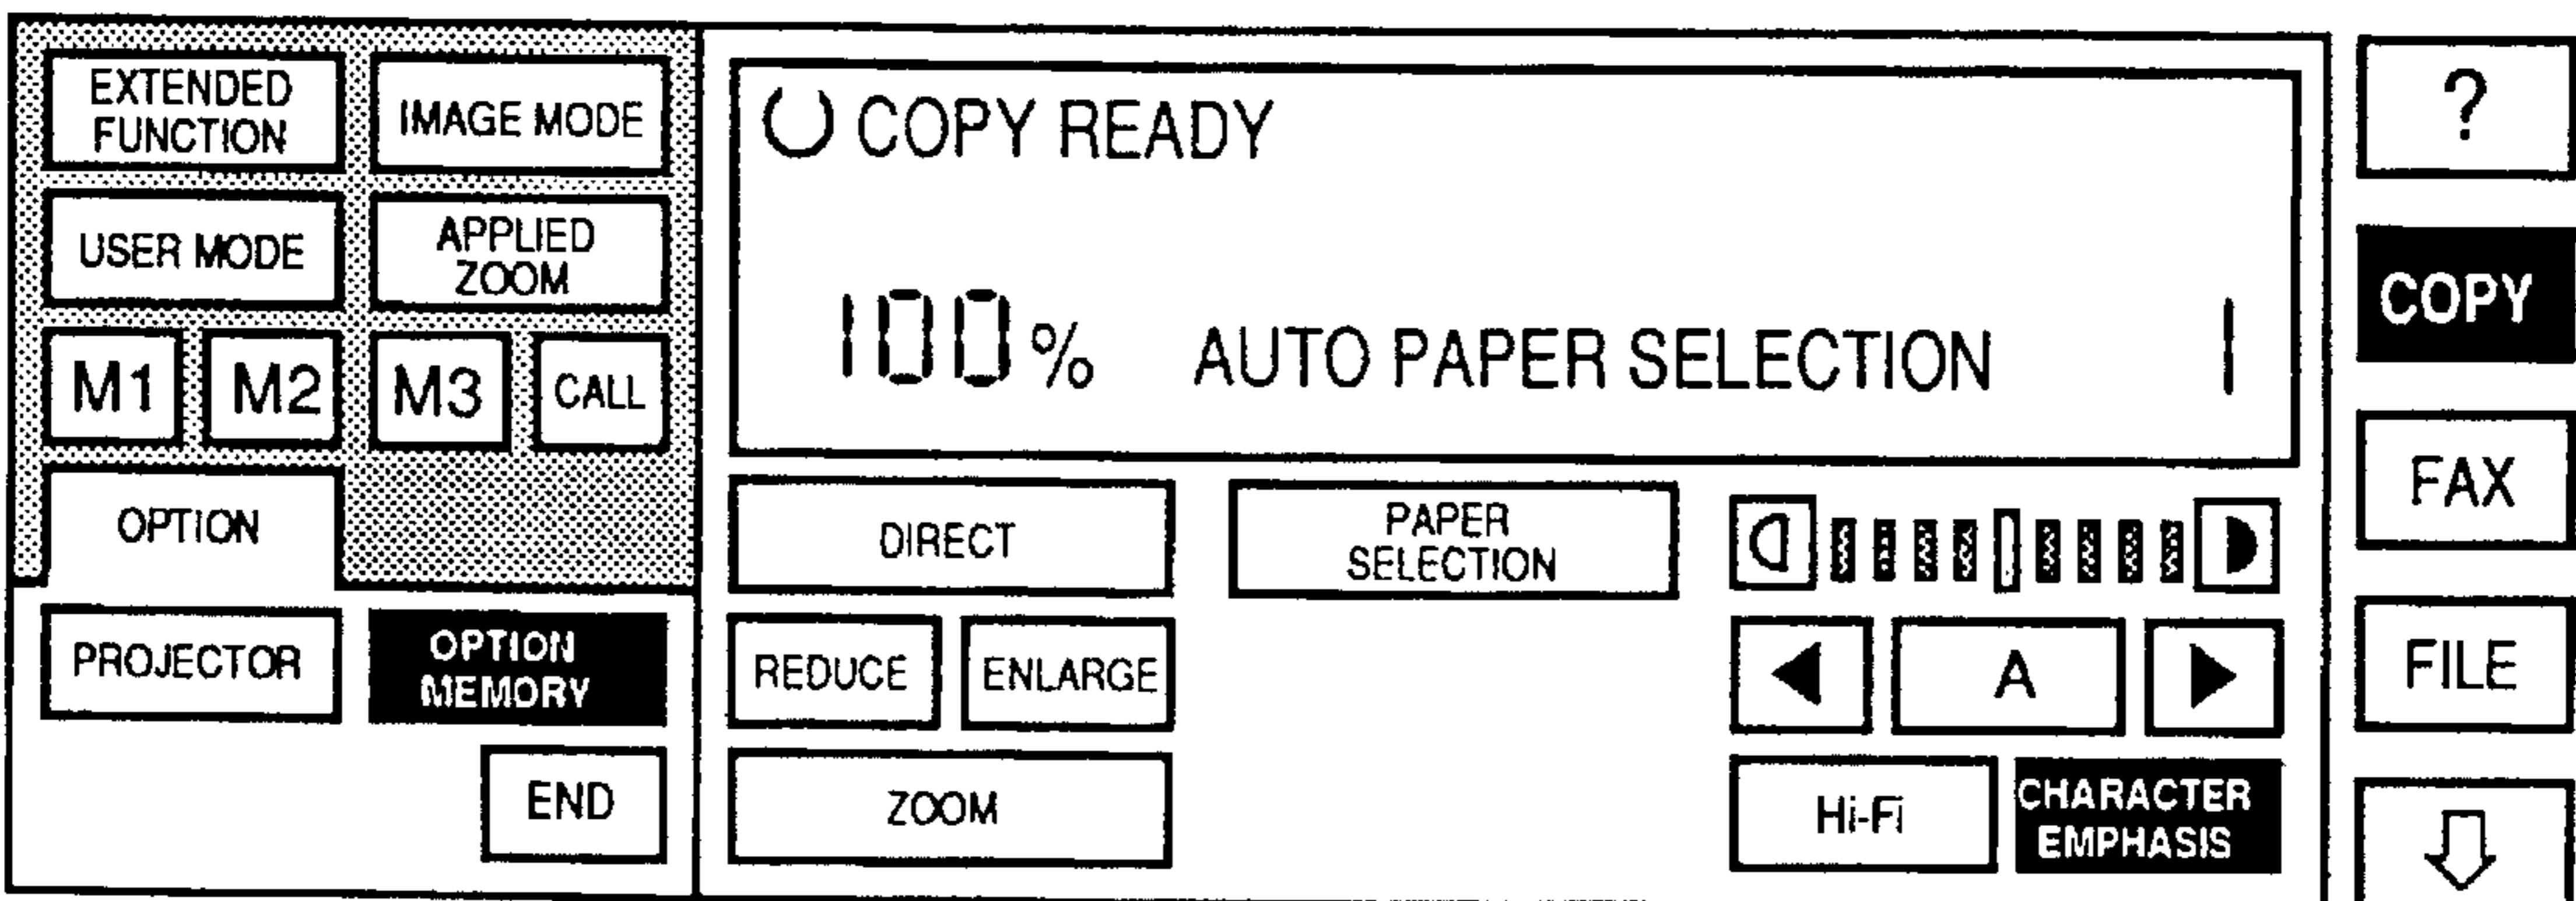 EXTENDED
FUNCTION
IMAGE MODE
USER MODE
APPLIED
ZOOM
M1
M2
M3
CALL
OPTION
PROJECTOR
OPTION
MEMORY
END
COPY READY
100% AUTO PAPER SELECTION 1
DIRECT
PAPER
SELECTION
REDUCE
ENLARGE
A
ZOOM
Hi-Fi
CHARACTER
EMPHASIS
?
COPY
FAX
FILE